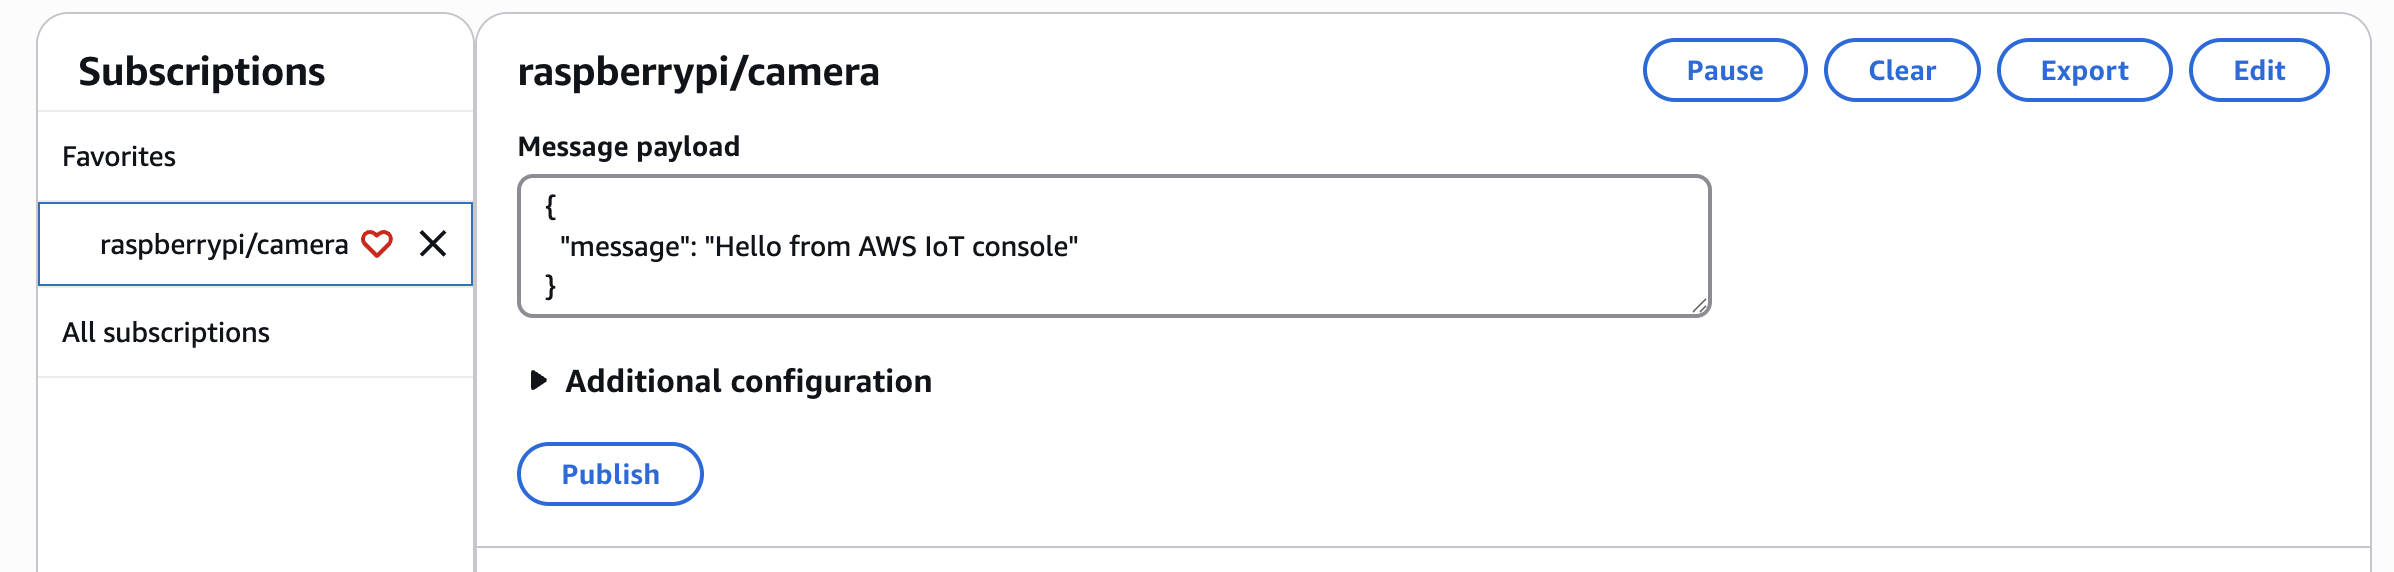 Subscriptions
Favorites
raspberrypi/camera
All subscriptions
raspberrypi/camera
Pause
Clear
Export
Edit
Message payload
{
"message": "Hello from AWS IoT console"
}
Additional configuration
Publish